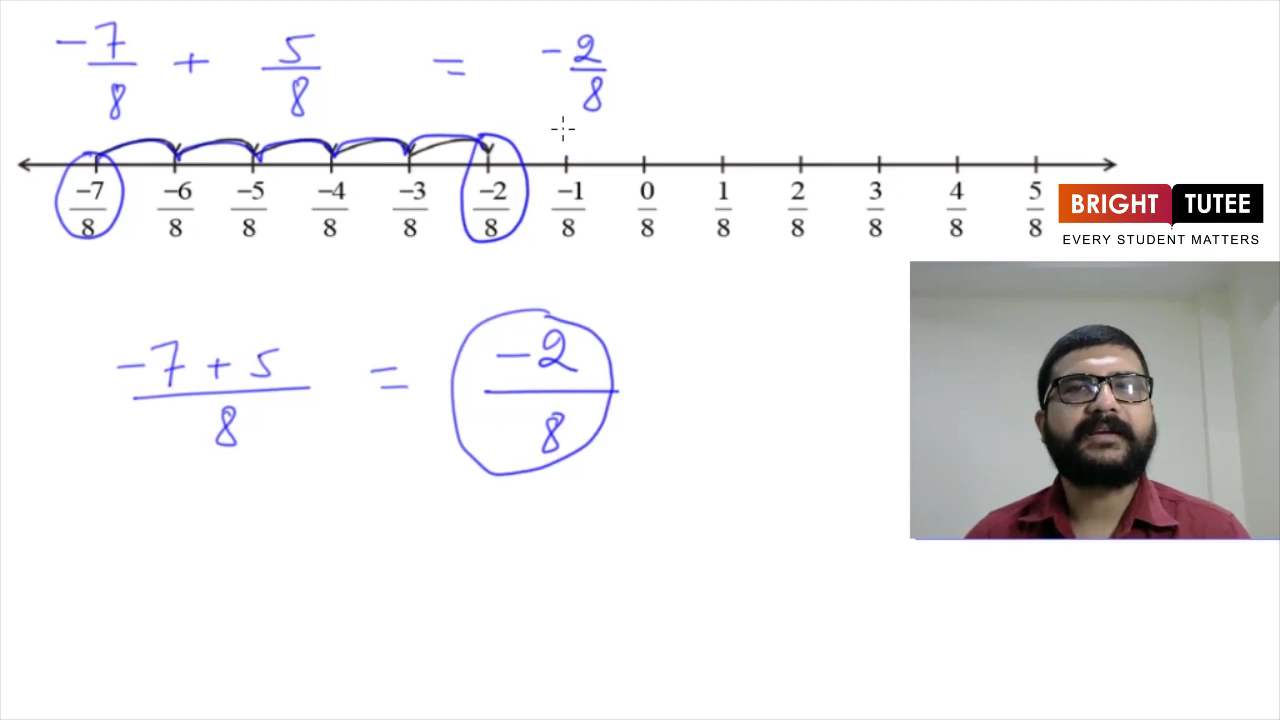 -7/8 + 5/8 = -2/8
-7/8 -6/8 -5/8 -4/8 -3/8 -2/8 -1/8 0/8 1/8 2/8 3/8 4/8 5/8
BRIGHT TUTEE
EVERY STUDENT MATTERS
-7+5/8 = -2/8